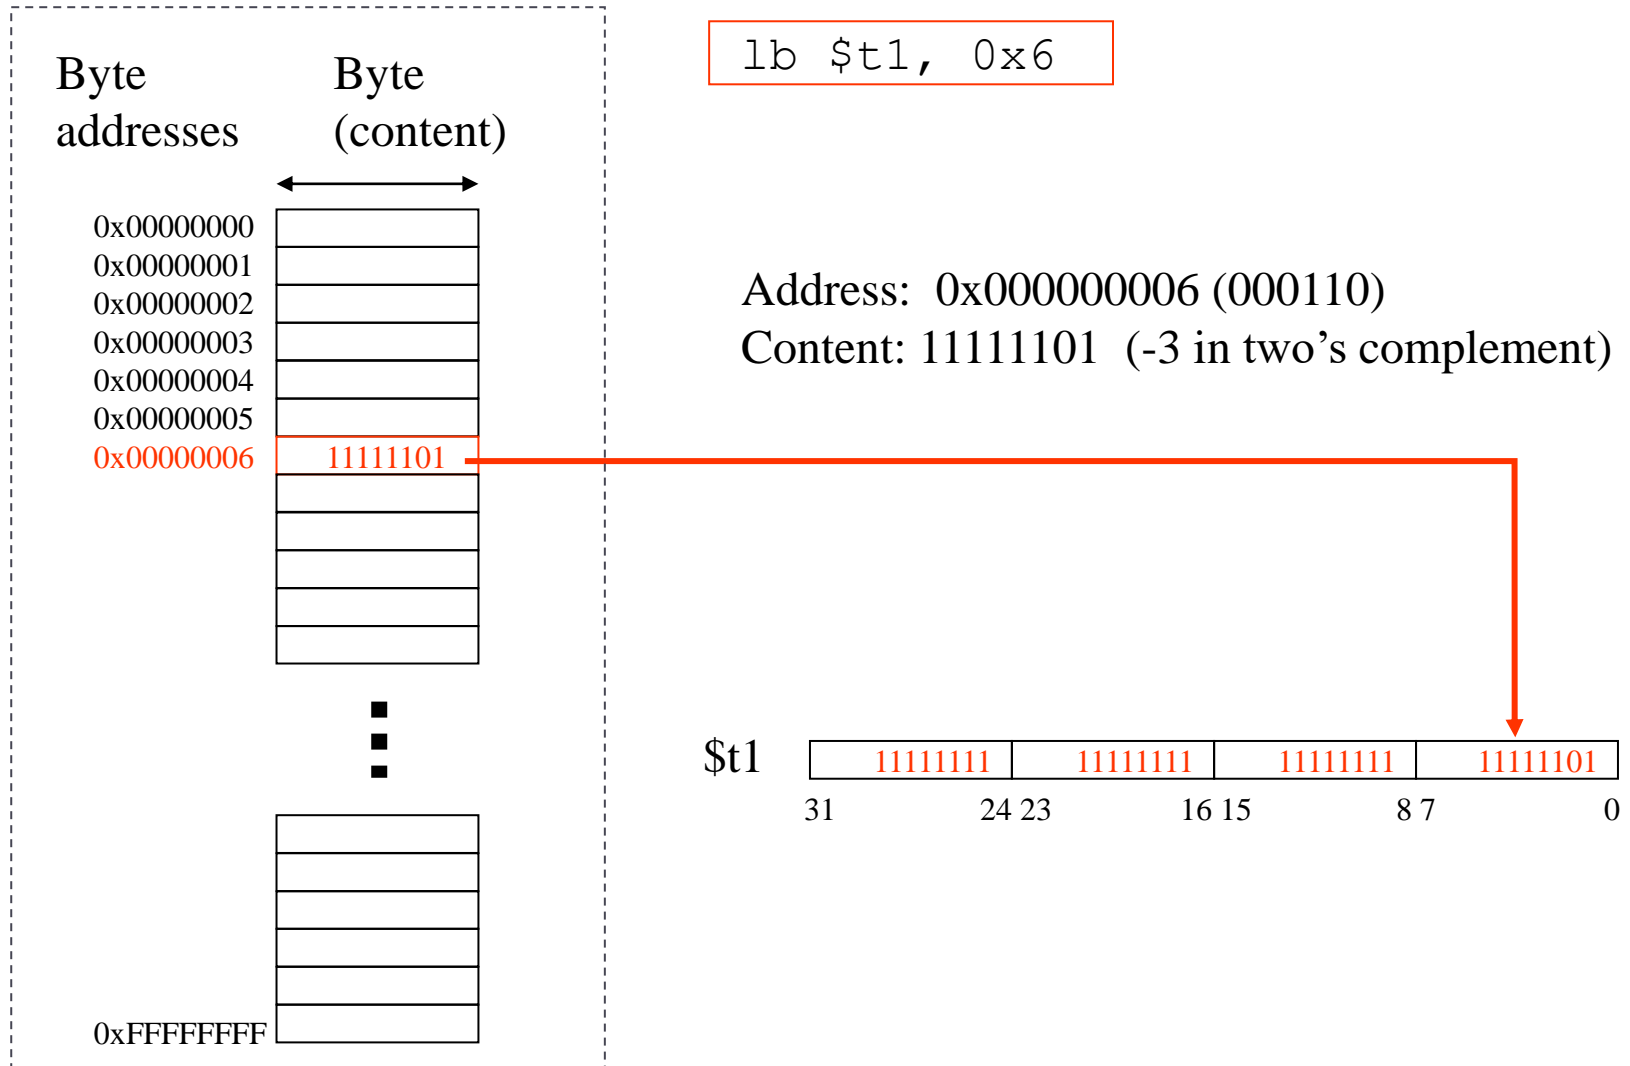 lb $t1, 0x6
Byte addresses
Byte (content)
0x00000000
0x00000001
0x00000002
0x00000003
0x00000004
0x00000005
0x00000006 11111101
0xFFFFFFFF
Address: 0x000000006 (000110)
Content: 11111101 (-3 in two’s complement)
$t1 11111111 11111111 11111111 11111101
31 24 23 16 15 8 7 0